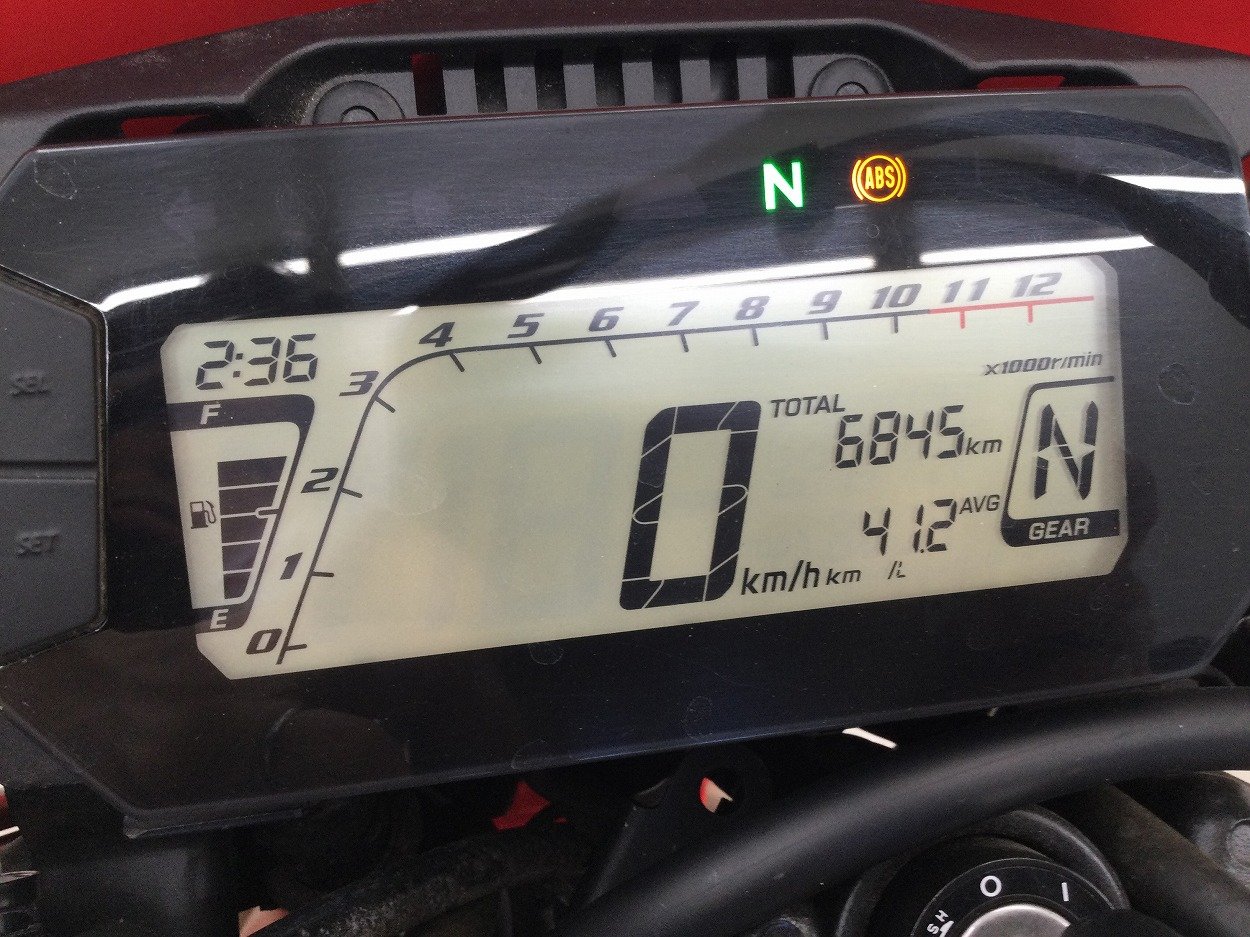 N ABS
SEL
SET
2:36
F
E
0 1 2 3 4 5 6 7 8 9 10 11 12
x1000r/min
TOTAL
6845km
0
km/h
41.2 AVG
km /L
N
GEAR
O I